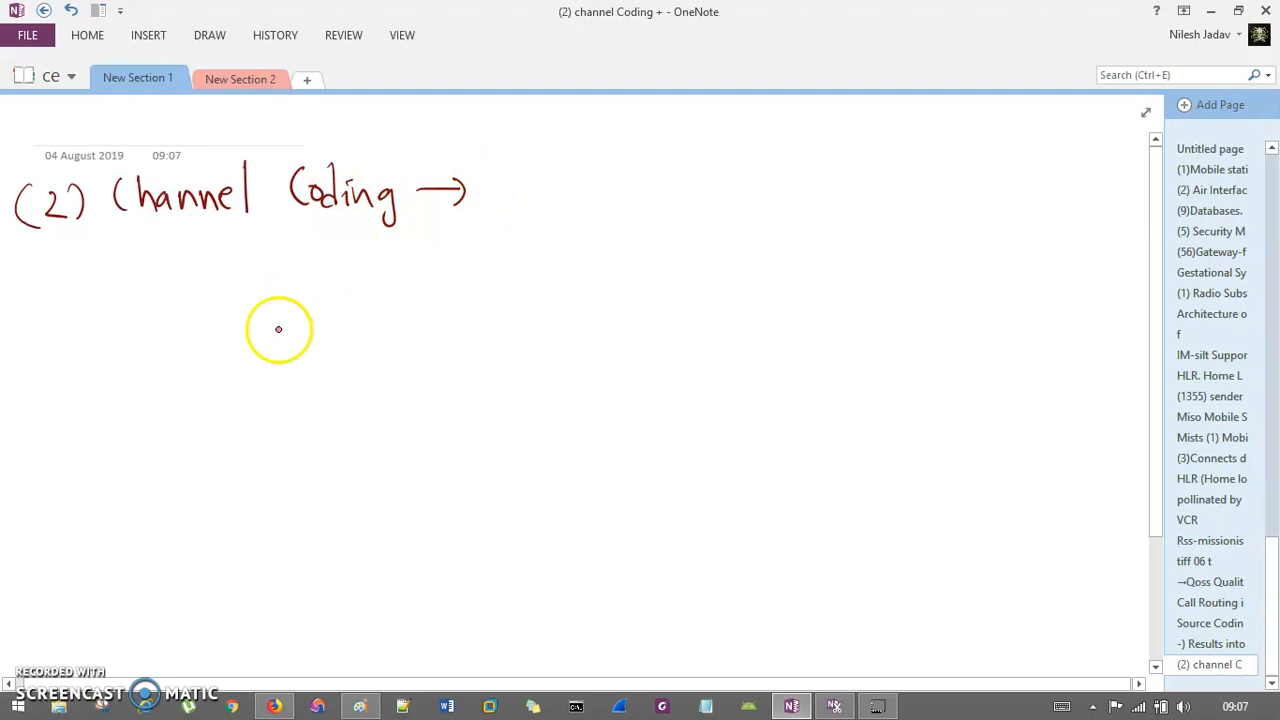 (2) channel Coding + - OneNote
FILE HOME INSERT DRAW HISTORY REVIEW VIEW
Nilesh Jadav
ce New Section 1 New Section 2 +
Search (Ctrl+E)
Add Page
04 August 2019 09:07
(2) Channel Coding →
Untitled page
(1)Mobile stati
(2) Air Interfac
(9)Databases.
(5) Security M
(56)Gateway-f
Gestational Sy
(1) Radio Subs
Architecture o
f
IM-silt Suppor
HLR. Home L
(1355) sender
Miso Mobile S
Mists (1) Mobi
(3)Connects d
HLR (Home lo
pollinated by
VCR
Rss-missionis
tiff 06 t
→Qoss Qualit
Call Routing i
Source Codin
-) Results into
(2) channel C
RECORDED WITH
SCREENCAST MATIC
09:07